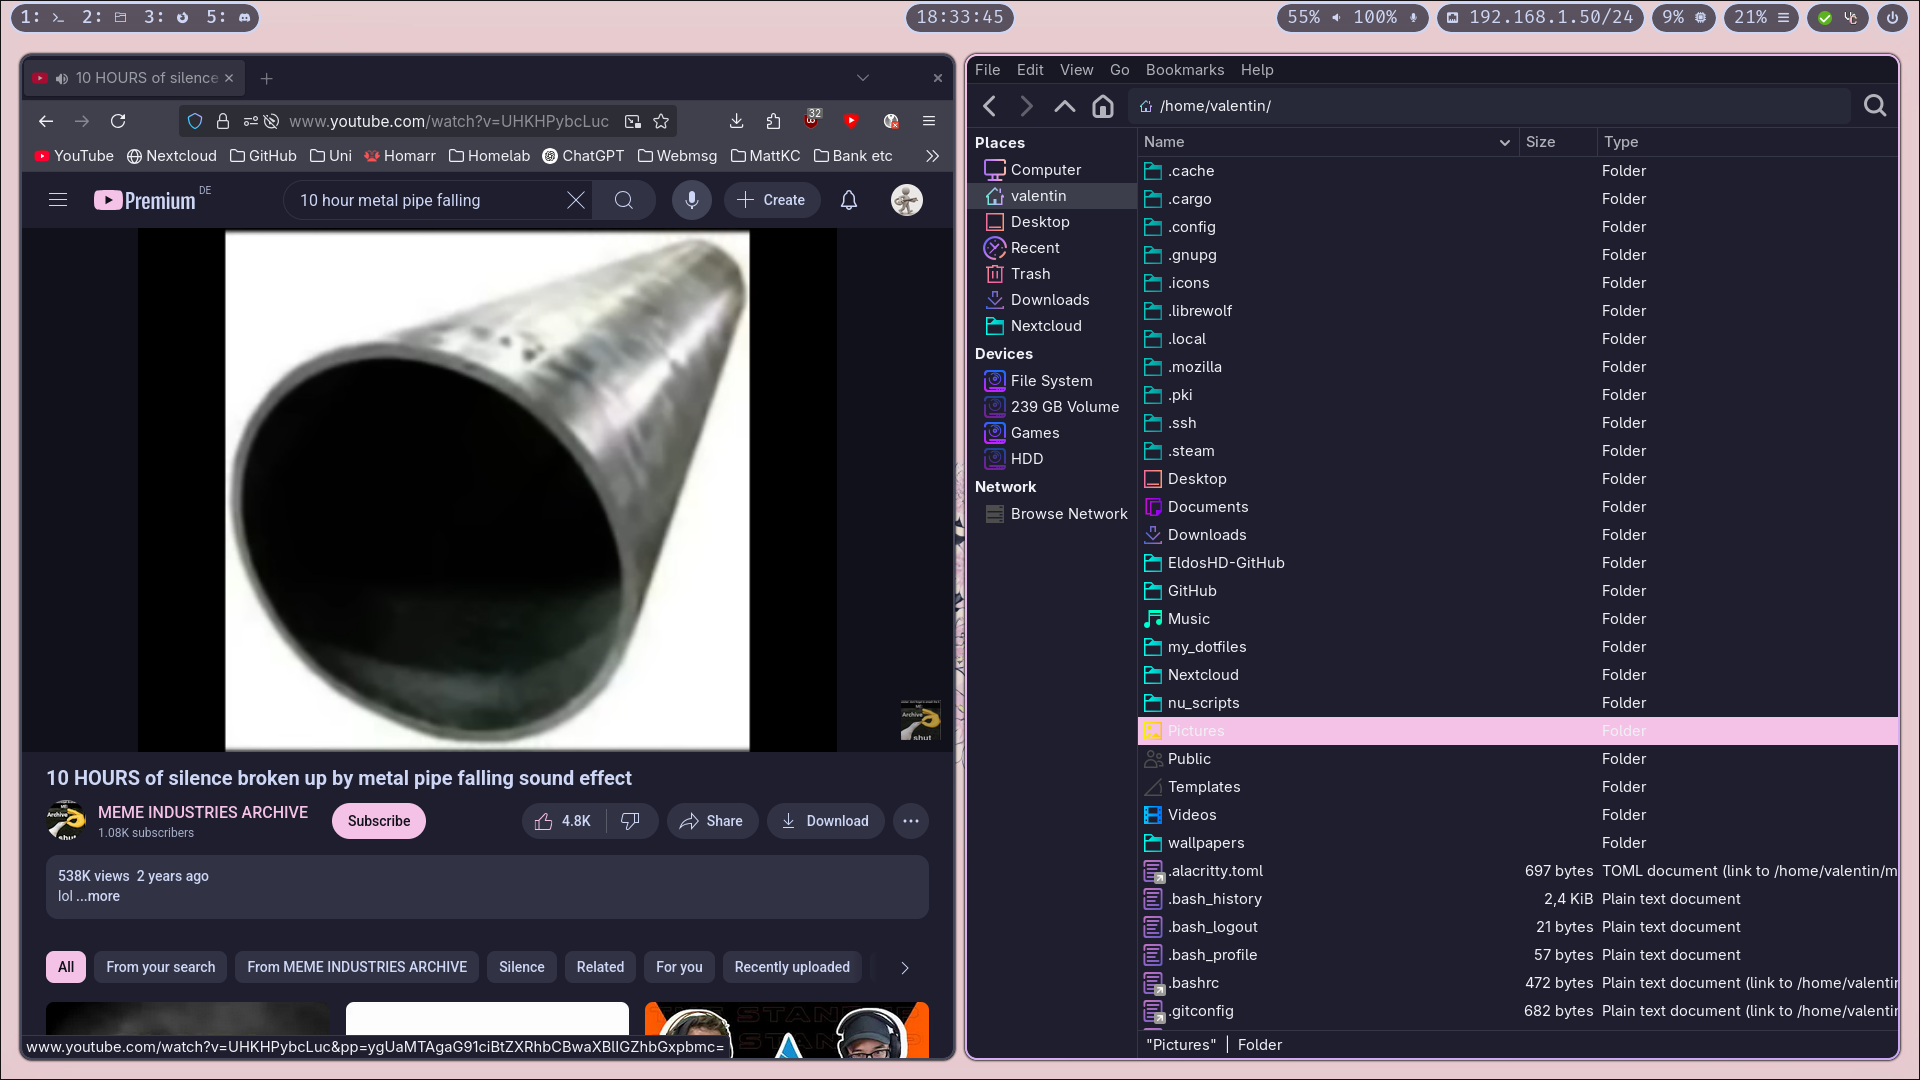 1: 2: 3: 5:
18:33:45
55% 100% 192.168.1.50/24 9% 21%
10 HOURS of silence
www.youtube.com/watch?v=UHKHPybcLuc
32
YouTube Nextcloud GitHub Uni Homarr Homelab ChatGPT Webmsg MattKC Bank etc
Premium DE
10 hour metal pipe falling
Create
Archive
shut
10 HOURS of silence broken up by metal pipe falling sound effect
MEME INDUSTRIES ARCHIVE
1.08K subscribers
Subscribe
4.8K
Share
Download
538K views 2 years ago
lol ...more
All From your search From MEME INDUSTRIES ARCHIVE Silence Related For you Recently uploaded
www.youtube.com/watch?v=UHKHPybcLuc&pp=ygUaMTAgaG91ciBtZXRhbCBwaXBlIGZhbGxpbmc=
File Edit View Go Bookmarks Help
/home/valentin/
Places
Computer
valentin
Desktop
Recent
Trash
Downloads
Nextcloud
Devices
File System
239 GB Volume
Games
HDD
Network
Browse Network
Name Size Type
.cache Folder
.cargo Folder
.config Folder
.gnupg Folder
.icons Folder
.librewolf Folder
.local Folder
.mozilla Folder
.pki Folder
.ssh Folder
.steam Folder
Desktop Folder
Documents Folder
Downloads Folder
EldosHD-GitHub Folder
GitHub Folder
Music Folder
my_dotfiles Folder
Nextcloud Folder
nu_scripts Folder
Pictures Folder
Public Folder
Templates Folder
Videos Folder
wallpapers Folder
.alacritty.toml 697 bytes TOML document (link to /home/valentin/m
.bash_history 2,4 KiB Plain text document
.bash_logout 21 bytes Plain text document
.bash_profile 57 bytes Plain text document
.bashrc 472 bytes Plain text document (link to /home/valentin
.gitconfig 682 bytes Plain text document (link to /home/valentin
"Pictures" | Folder